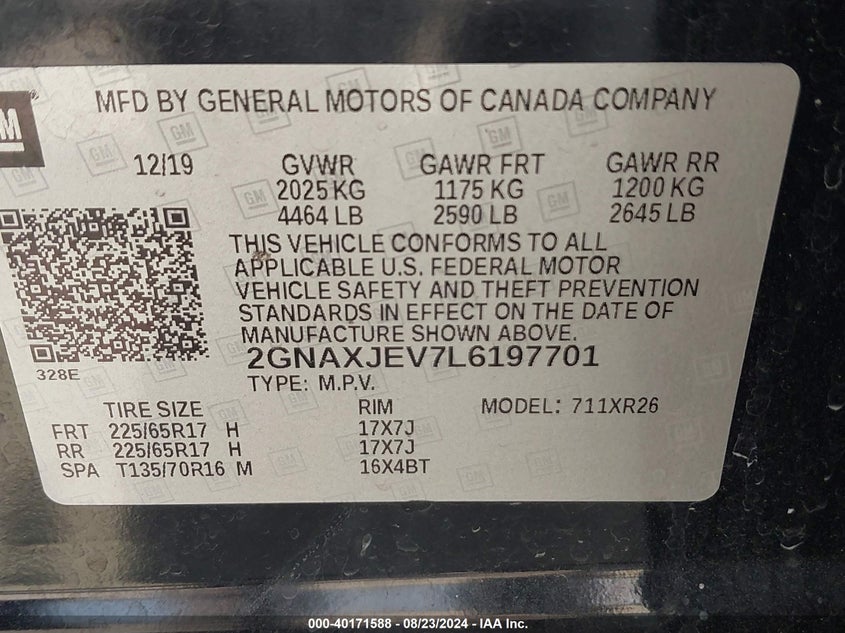 GM
MFD BY GENERAL MOTORS OF CANADA COMPANY
12/19 GVWR GAWR FRT GAWR RR
2025 KG 1175 KG 1200 KG
4464 LB 2590 LB 2645 LB
THIS VEHICLE CONFORMS TO ALL
APPLICABLE U.S. FEDERAL MOTOR
VEHICLE SAFETY AND THEFT PREVENTION
STANDARDS IN EFFECT ON THE DATE OF
MANUFACTURE SHOWN ABOVE.
328E
2GNAXJEV7L6197701
TYPE: M.P.V.
TIRE SIZE RIM MODEL: 711XR26
FRT 225/65R17 H 17X7J
RR 225/65R17 H 17X7J
SPA T135/70R16 M 16X4BT
000-40171588 - 08/23/2024 - IAA Inc.